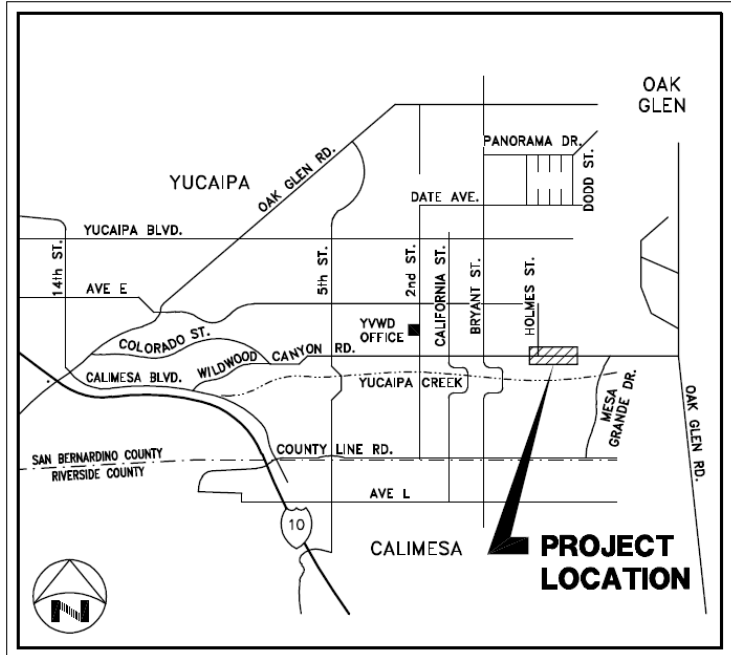 OAK
GLEN
PANORAMA DR.
YUCAIPA
OAK GLEN RD.
DODD ST.
DATE AVE.
YUCAIPA BLVD.
14th ST.
5th ST.
2nd ST.
CALIFORNIA ST.
BRYANT ST.
HOLMES ST.
AVE E
YVWD
OFFICE
COLORADO ST.
WILDWOOD CANYON RD.
CALIMESA BLVD.
YUCAIPA CREEK
MESA
GRANDE DR.
OAK GLEN RD.
COUNTY LINE RD.
SAN BERNARDINO COUNTY
RIVERSIDE COUNTY
AVE L
10
CALIMESA
PROJECT
LOCATION
N